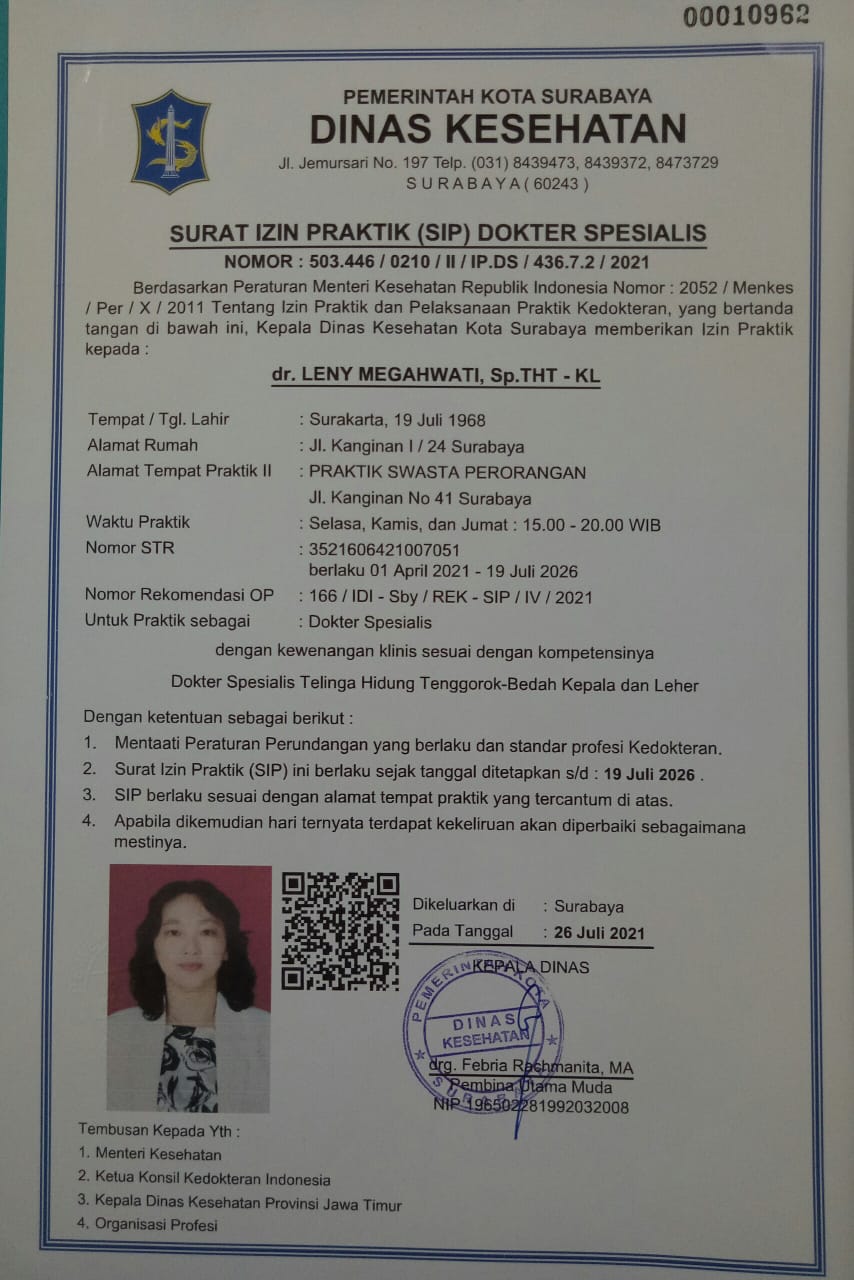 00010962
PEMERINTAH KOTA SURABAYA
DINAS KESEHATAN
Jl. Jemursari No. 197 Telp. (031) 8439473, 8439372, 8473729
S U R A B A Y A ( 60243 )
SURAT IZIN PRAKTIK (SIP) DOKTER SPESIALIS
NOMOR : 503.446 / 0210 / II / IP.DS / 436.7.2 / 2021
Berdasarkan Peraturan Menteri Kesehatan Republik Indonesia Nomor : 2052 / Menkes
/ Per / X / 2011 Tentang Izin Praktik dan Pelaksanaan Praktik Kedokteran, yang bertanda
tangan di bawah ini, Kepala Dinas Kesehatan Kota Surabaya memberikan Izin Praktik
kepada :
dr. LENY MEGAHWATI, Sp.THT - KL
Tempat / Tgl. Lahir : Surakarta, 19 Juli 1968
Alamat Rumah : Jl. Kanginan I / 24 Surabaya
Alamat Tempat Praktik II : PRAKTIK SWASTA PERORANGAN
Jl. Kanginan No 41 Surabaya
Waktu Praktik : Selasa, Kamis, dan Jumat : 15.00 - 20.00 WIB
Nomor STR : 3521606421007051
berlaku 01 April 2021 - 19 Juli 2026
Nomor Rekomendasi OP : 166 / IDI - Sby / REK - SIP / IV / 2021
Untuk Praktik sebagai : Dokter Spesialis
dengan kewenangan klinis sesuai dengan kompetensinya
Dokter Spesialis Telinga Hidung Tenggorok-Bedah Kepala dan Leher
Dengan ketentuan sebagai berikut :
1. Mentaati Peraturan Perundangan yang berlaku dan standar profesi Kedokteran.
2. Surat Izin Praktik (SIP) ini berlaku sejak tanggal ditetapkan s/d : 19 Juli 2026 .
3. SIP berlaku sesuai dengan alamat tempat praktik yang tercantum di atas.
4. Apabila dikemudian hari ternyata terdapat kekeliruan akan diperbaiki sebagaimana
mestinya.
Dikeluarkan di : Surabaya
Pada Tanggal : 26 Juli 2021
KEPALA DINAS
PEMERINTAH KOTA
DINAS
KESEHATAN
SURABAYA
drg. Febria Rachmanita, MA
Pembina Utama Muda
NIP 196502281992032008
Tembusan Kepada Yth :
1. Menteri Kesehatan
2. Ketua Konsil Kedokteran Indonesia
3. Kepala Dinas Kesehatan Provinsi Jawa Timur
4. Organisasi Profesi